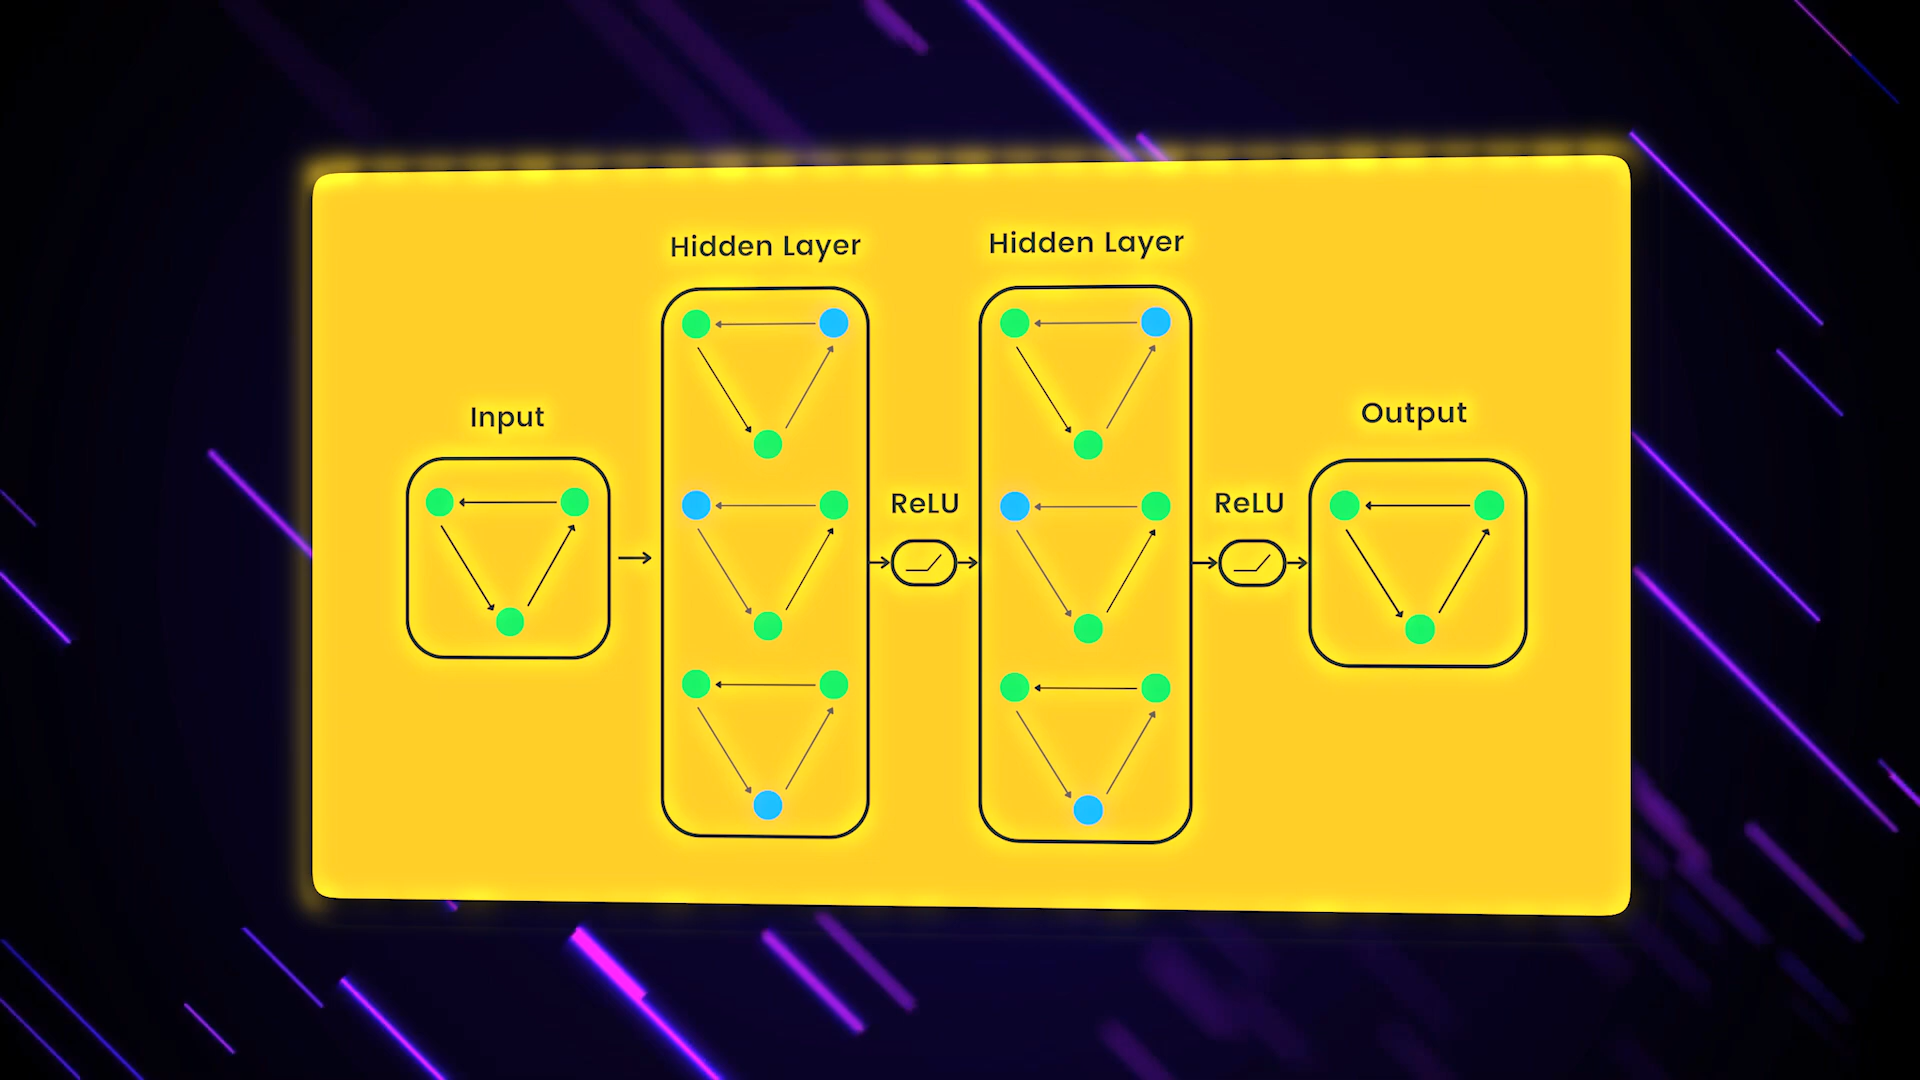 Hidden Layer
Hidden Layer
Input
Output
ReLU
ReLU